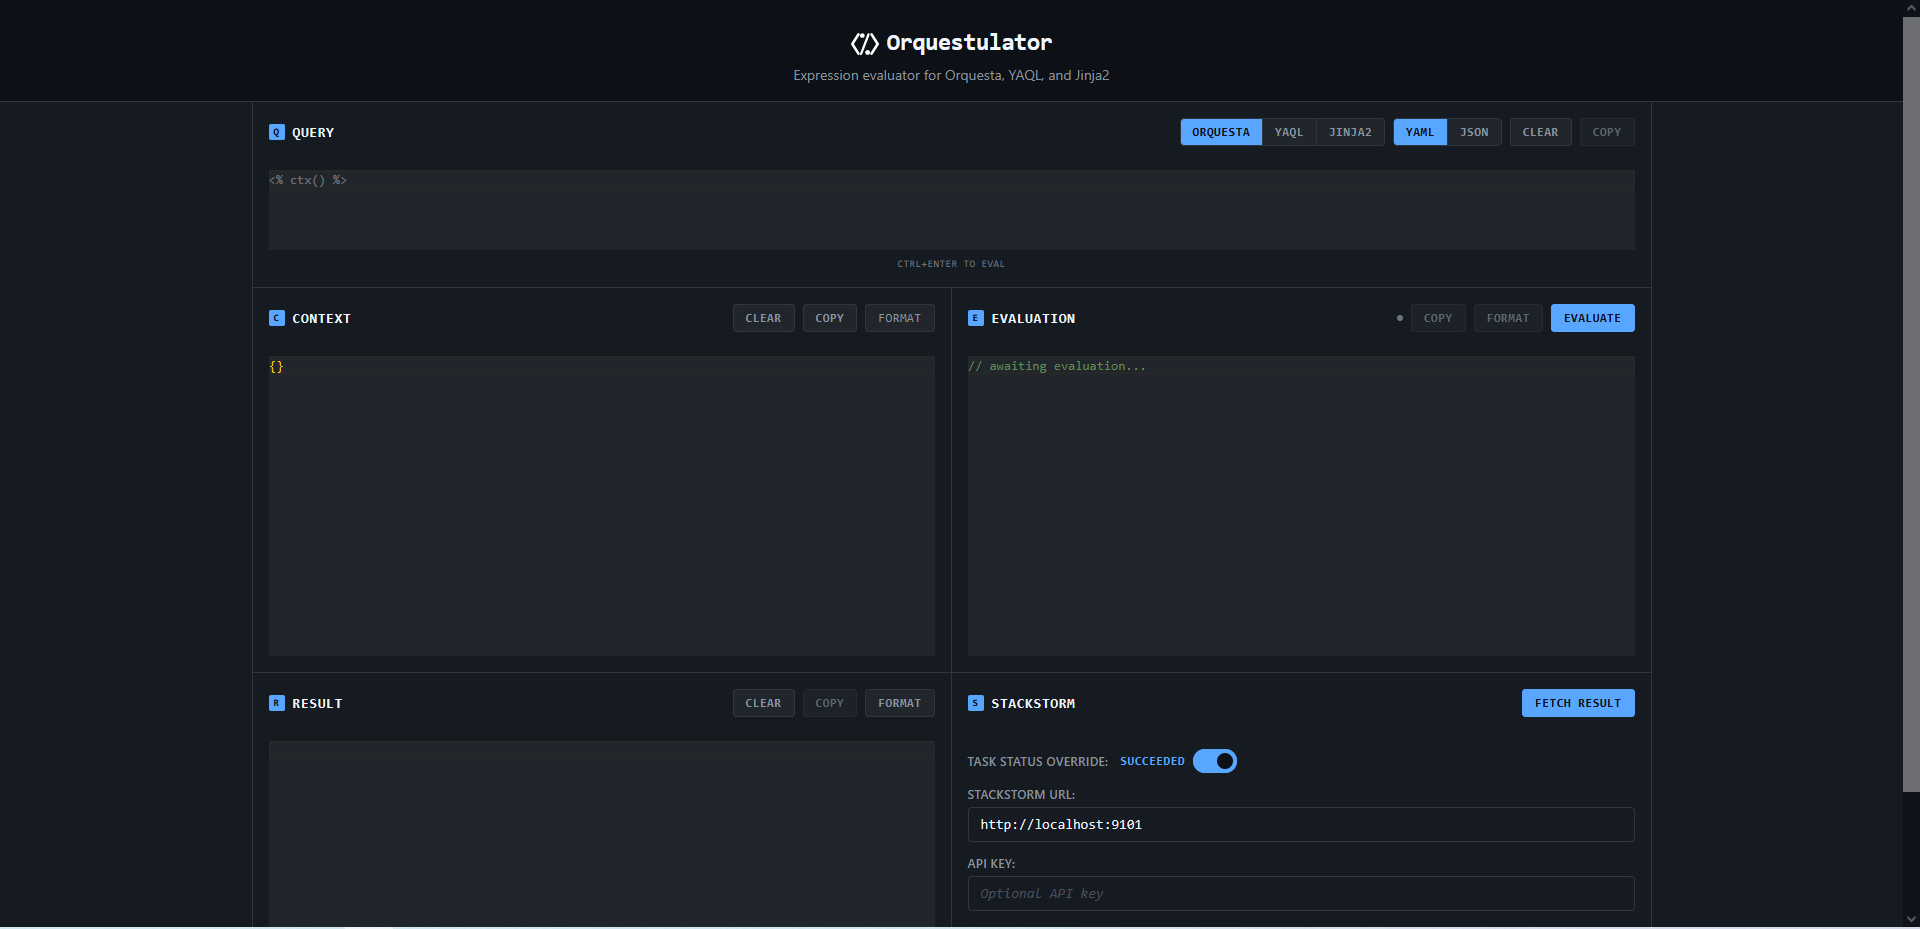 Orquestulator
Expression evaluator for Orquesta, YAQL, and Jinja2
Q QUERY ORQUESTA YAQL JINJA2 YAML JSON CLEAR COPY
<% ctx() %>
CTRL+ENTER TO EVAL
C CONTEXT CLEAR COPY FORMAT
{}
E EVALUATION COPY FORMAT EVALUATE
// awaiting evaluation...
R RESULT CLEAR COPY FORMAT
S STACKSTORM FETCH RESULT
TASK STATUS OVERRIDE: SUCCEEDED
STACKSTORM URL:
http://localhost:9101
API KEY:
Optional API key